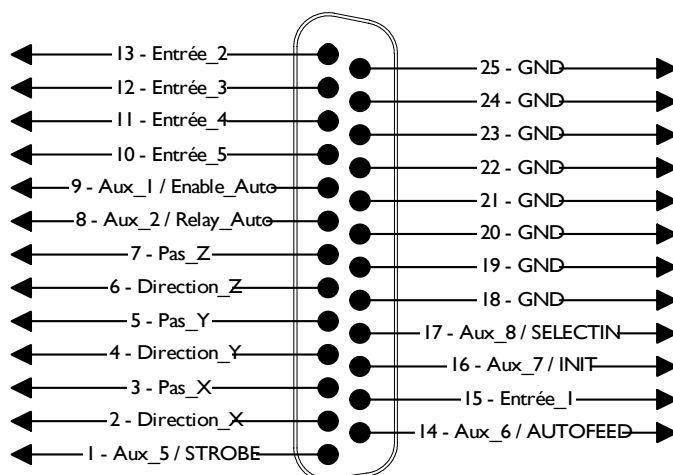 13 - Entrée_2
12 - Entrée_3
11 - Entrée_4
10 - Entrée_5
9 - Aux_1 / Enable_Auto
8 - Aux_2 / Relay_Auto
7 - Pas_Z
6 - Direction_Z
5 - Pas_Y
4 - Direction_Y
3 - Pas_X
2 - Direction_X
1 - Aux_5 / STROBE
25 - GND
24 - GND
23 - GND
22 - GND
21 - GND
20 - GND
19 - GND
18 - GND
17 - Aux_8 / SELECTIN
16 - Aux_7 / INIT
15 - Entrée_1
14 - Aux_6 / AUTOFEED